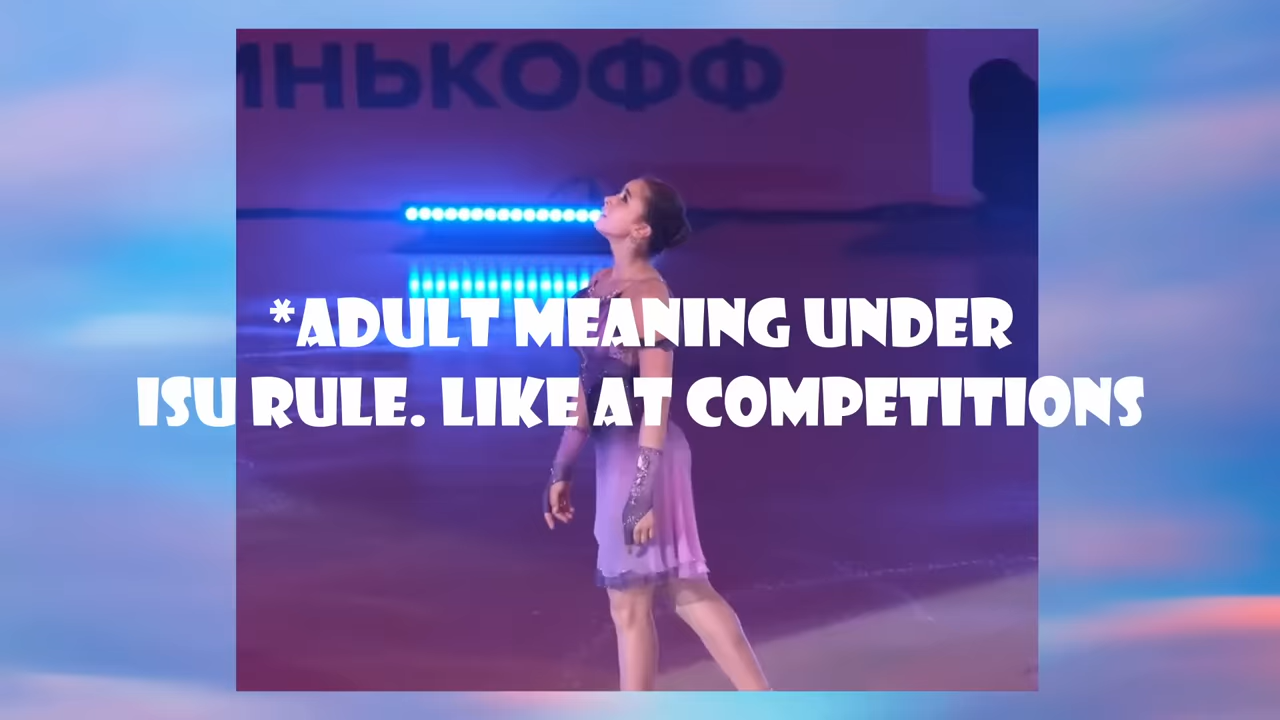 ИНЬКОФФ
*ADULT MEANING UNDER
ISU RULE. LIKE AT COMPETITIONS